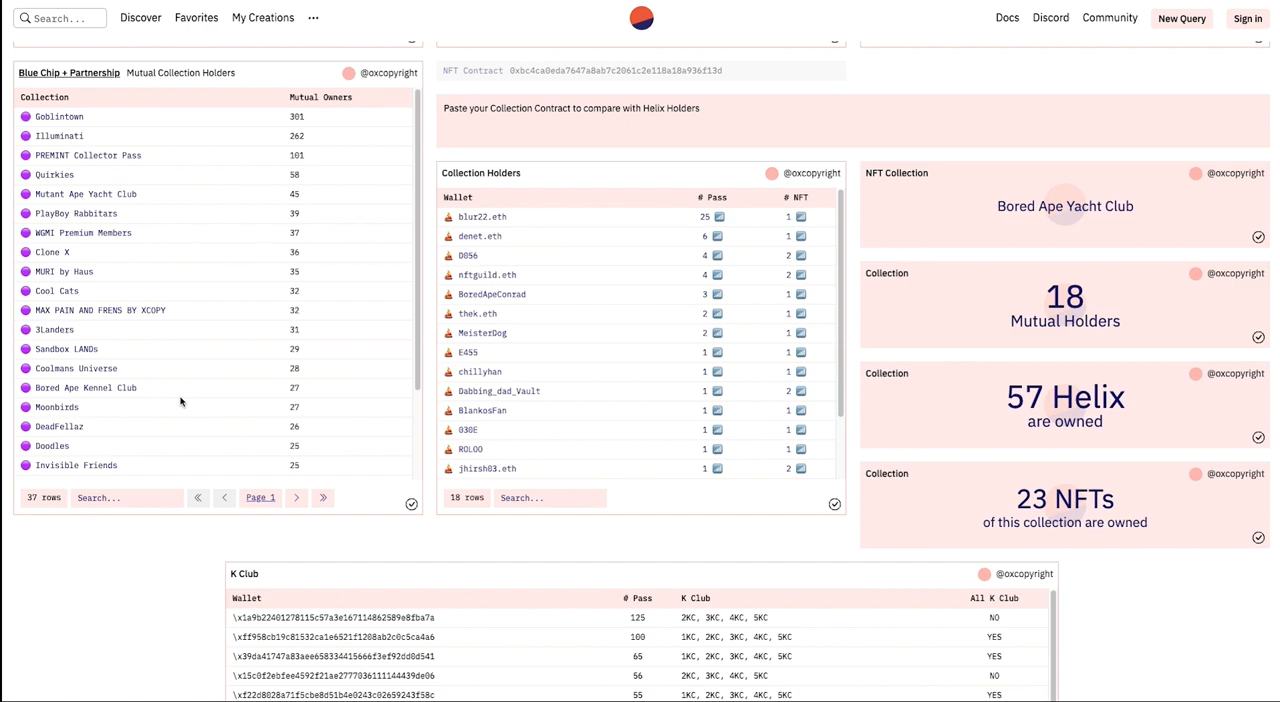 Search...
Discover Favorites My Creations ···
Docs Discord Community New Query Sign in
Blue Chip + Partnership Mutual Collection Holders @oxcopyright
Collection Mutual Owners
Goblintown 301
Illuminati 262
PREMINT Collector Pass 101
Quirkies 58
Mutant Ape Yacht Club 45
PlayBoy Rabbitars 39
WGMI Premium Members 37
Clone X 36
MURI by Haus 35
Cool Cats 32
MAX PAIN AND FRENS BY XCOPY 32
3Landers 31
Sandbox LANDs 29
Coolmans Universe 28
Bored Ape Kennel Club 27
Moonbirds 27
DeadFellaz 26
Doodles 25
Invisible Friends 25
37 rows Search... « < Page 1 > »
NFT Contract 0xbc4ca0eda7647a8ab7c2061c2e118a18a936f13d
Paste your Collection Contract to compare with Helix Holders
Collection Holders @oxcopyright
Wallet # Pass # NFT
blur22.eth 25 1
denet.eth 6 1
D056 4 2
nftguild.eth 4 2
BoredApeConrad 3 1
thek.eth 2 1
MeisterDog 2 1
E455 1 1
chillyhan 1 1
Dabbing_dad_Vault 1 2
BlankosFan 1 1
030E 1 1
ROLOO 1 1
jhirsh03.eth 1 2
18 rows Search...
NFT Collection @oxcopyright
Bored Ape Yacht Club
Collection @oxcopyright
18
Mutual Holders
Collection @oxcopyright
57 Helix
are owned
Collection @oxcopyright
23 NFTs
of this collection are owned
K Club @oxcopyright
Wallet # Pass K Club All K Club
\x1a9b22401278115c57a3e167114862589e8fba7a 125 2KC, 3KC, 4KC, 5KC NO
\xff958cb19c81532ca1e6521f1208ab2c0c5ca4a6 100 1KC, 2KC, 3KC, 4KC, 5KC YES
\x39da41747a83aee658334415666f3ef92dd0d541 65 1KC, 2KC, 3KC, 4KC, 5KC YES
\x15c0f2ebfee4592f21ae2777036111144439de06 56 2KC, 3KC, 4KC, 5KC NO
\xf22d8028a71f5cbe8d51b4e0243c02659243f58c 55 1KC, 2KC, 3KC, 4KC, 5KC YES